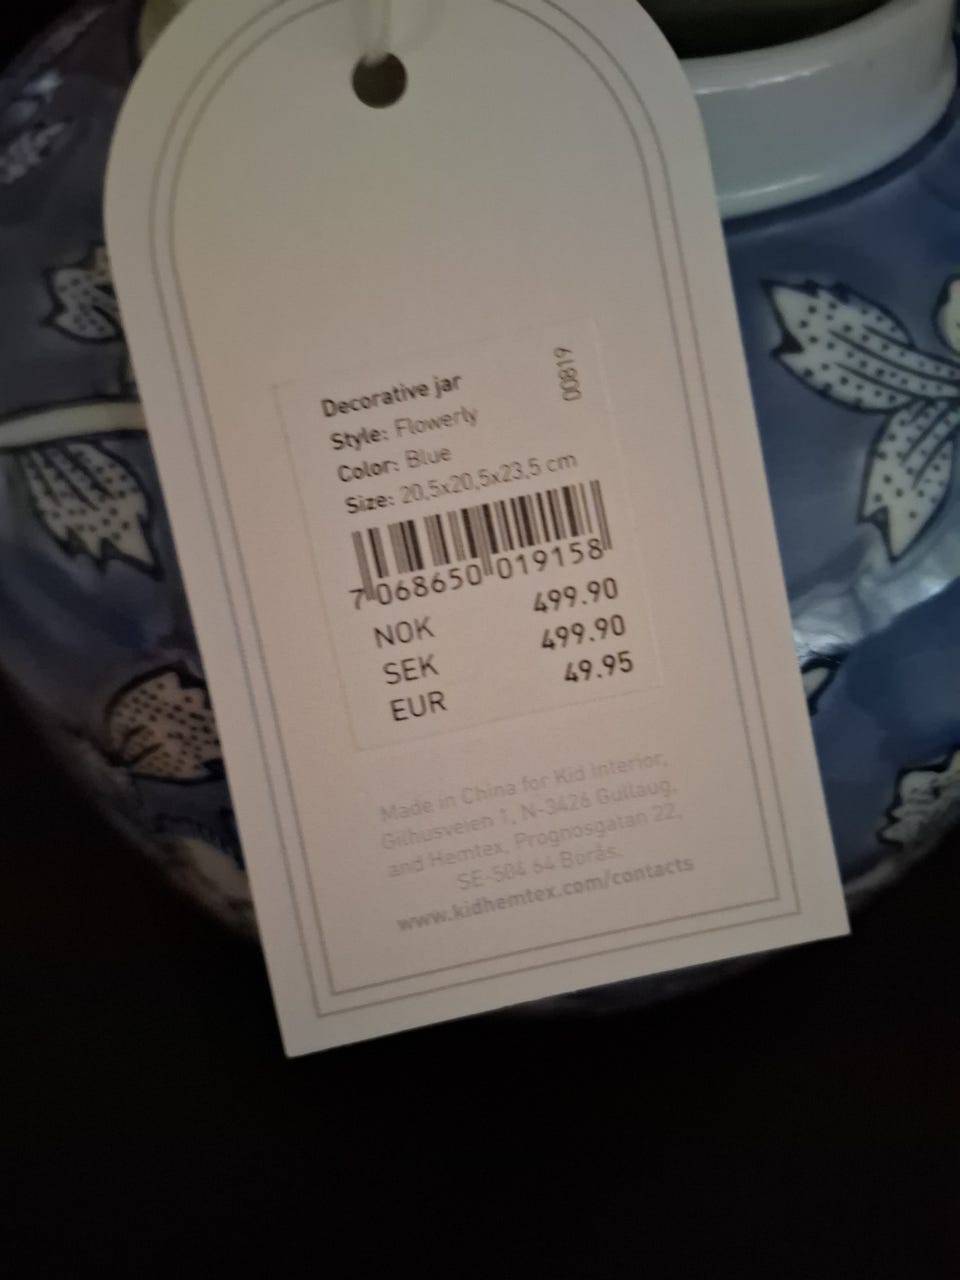 Decorative jar
00819
Style: Flowerly
Color: Blue
Size: 20,5x20,5x23,5 cm
7 068650 019158
NOK 499.90
SEK 499.90
EUR 49.95
Made in China for Kid Interior,
Gilhusveien 1, N-3426 Gullaug,
and Hemtex, Prognosgatan 22,
SE-504 64 Borås.
www.kidhemtex.com/contacts